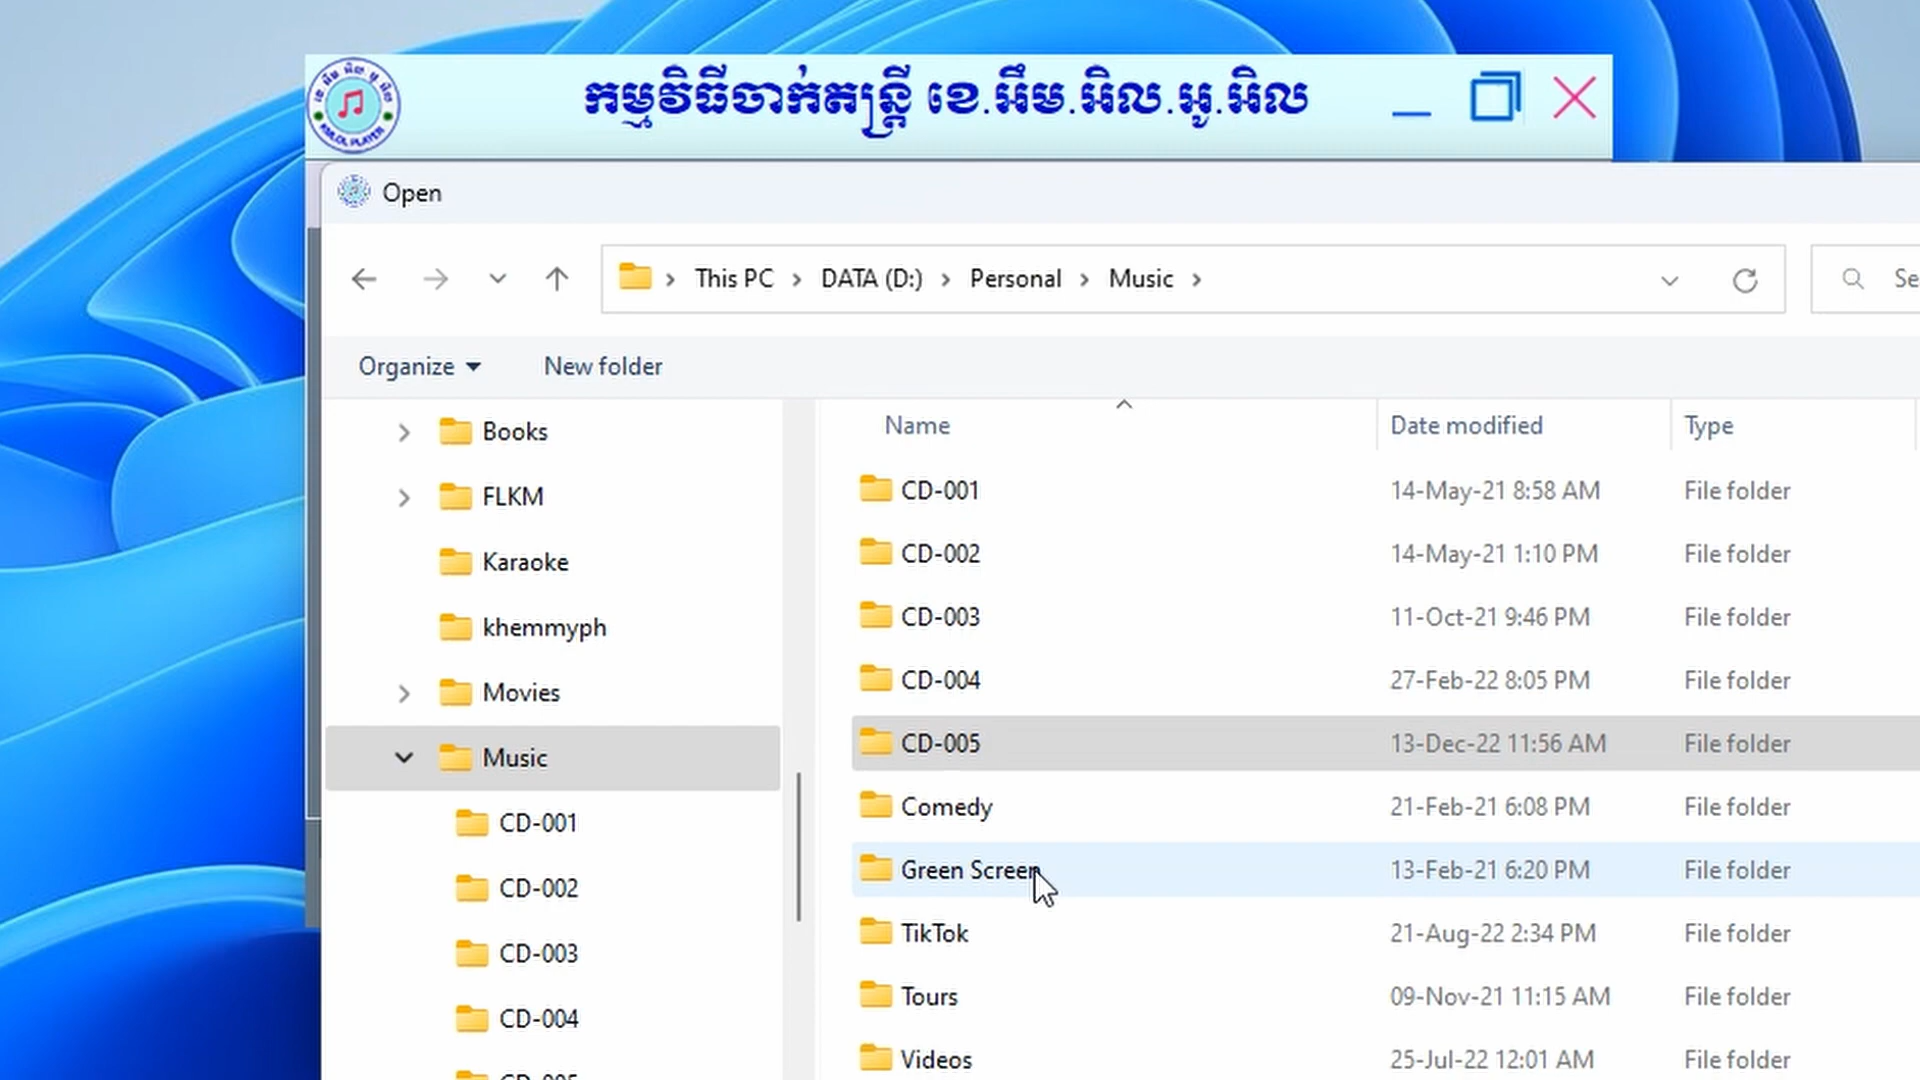 កម្មវិធីចាក់តន្ត្រី ខេ.អឹម.អិល.អូ.អិល
KMLOL PLAYER
Open
This PC > DATA (D:) > Personal > Music >
Organize
New folder
Name
Date modified
Type
Books
FLKM
Karaoke
khemmyph
Movies
Music
CD-001
CD-002
CD-003
CD-004
CD-001 14-May-21 8:58 AM File folder
CD-002 14-May-21 1:10 PM File folder
CD-003 11-Oct-21 9:46 PM File folder
CD-004 27-Feb-22 8:05 PM File folder
CD-005 13-Dec-22 11:56 AM File folder
Comedy 21-Feb-21 6:08 PM File folder
Green Screen 13-Feb-21 6:20 PM File folder
TikTok 21-Aug-22 2:34 PM File folder
Tours 09-Nov-21 11:15 AM File folder
Videos 25-Jul-22 12:01 AM File folder